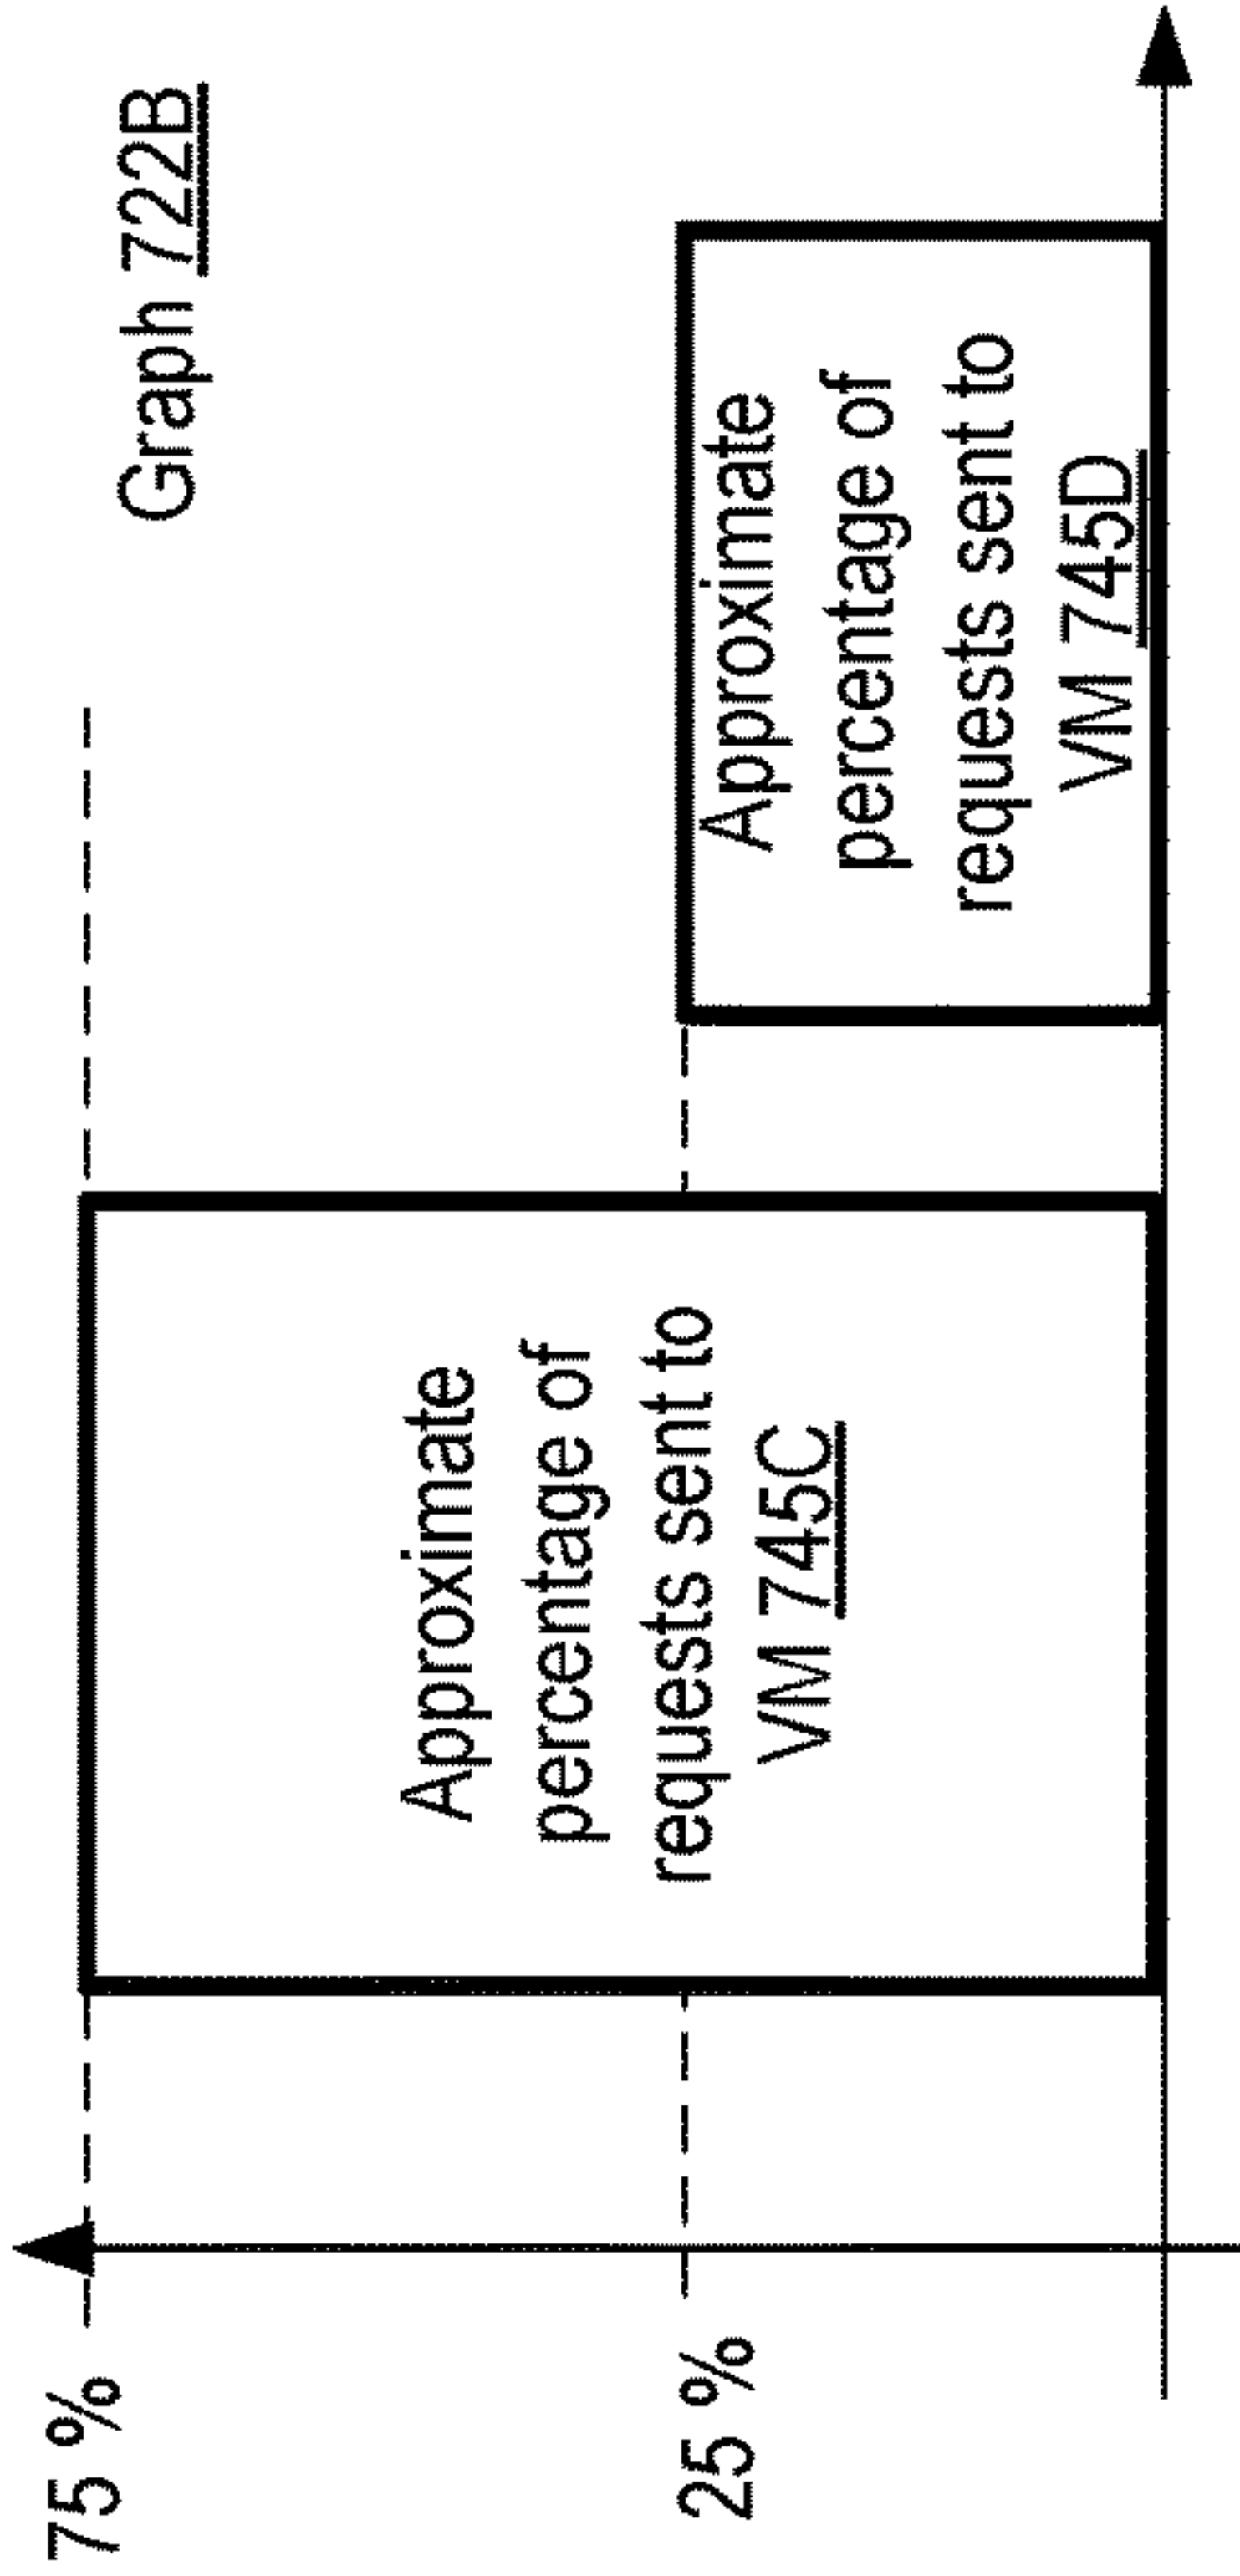 Graph 722B
75 %
25 %
Approximate
percentage of
requests sent to
VM 745C
Approximate
percentage of
requests sent to
VM 745D